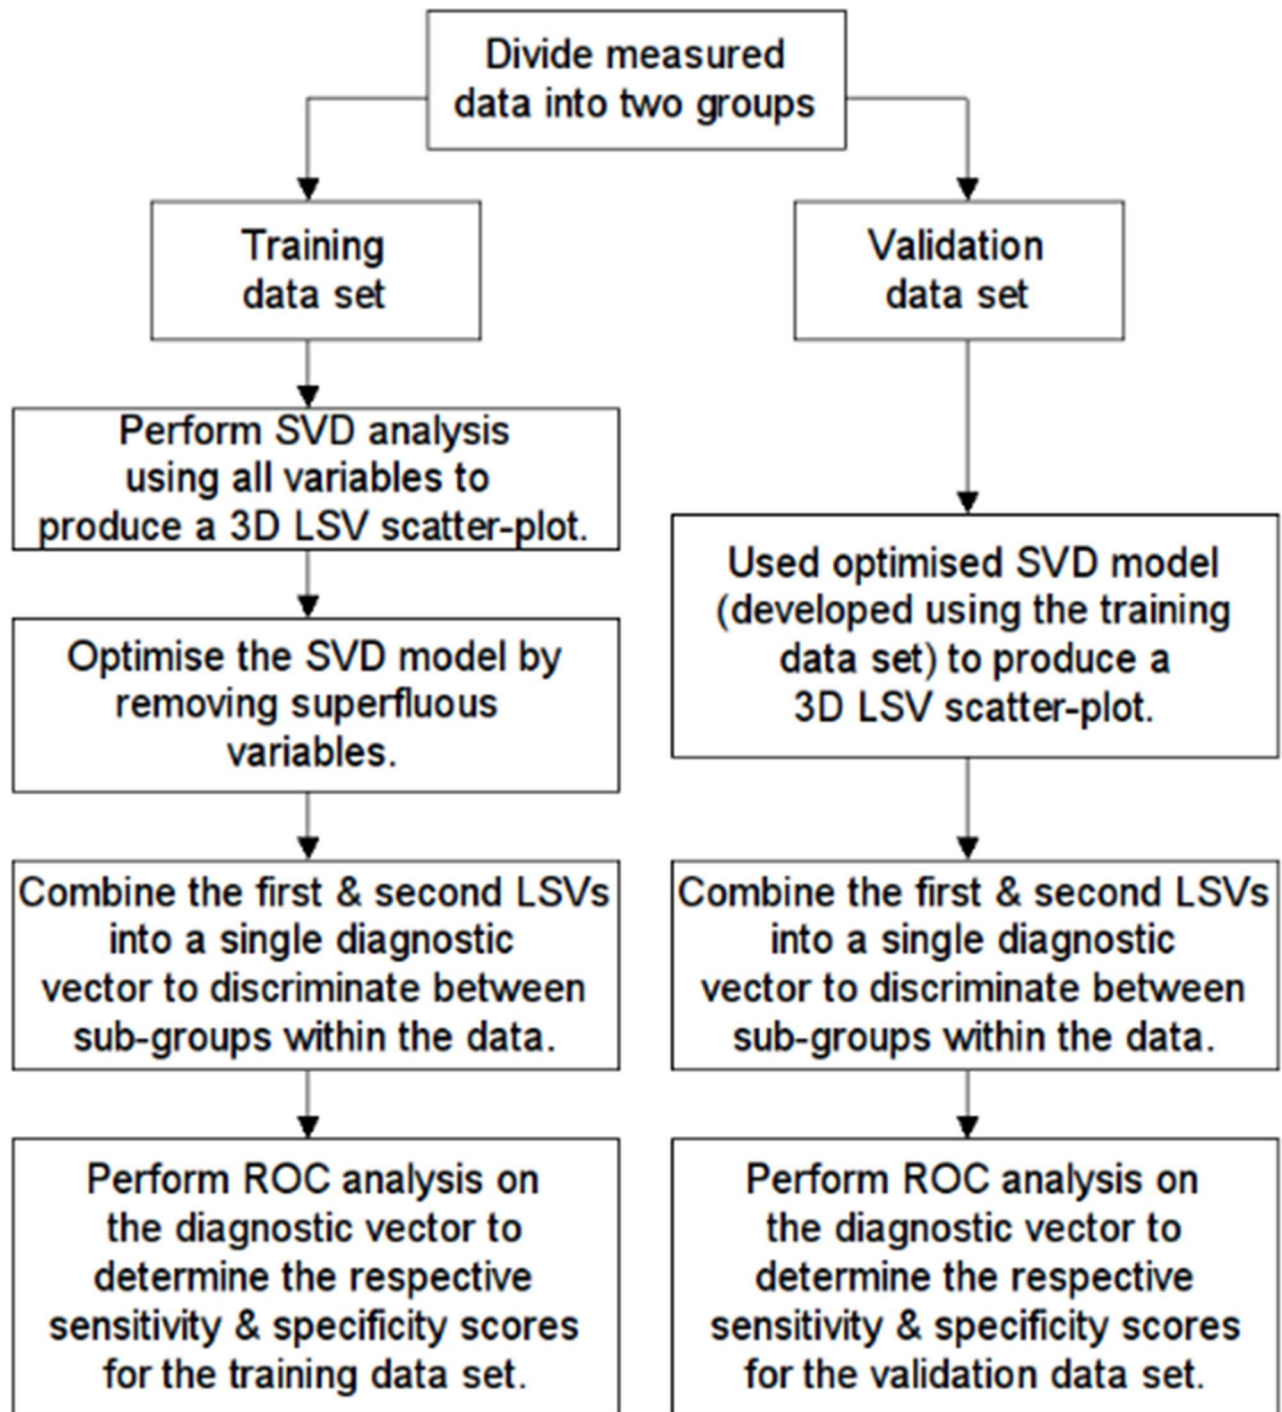 Divide measured
data into two groups
Training
data set
Validation
data set
Perform SVD analysis
using all variables to
produce a 3D LSV scatter-plot.
Optimise the SVD model by
removing superfluous
variables.
Used optimised SVD model
(developed using the training
data set) to produce a
3D LSV scatter-plot.
Combine the first & second LSVs
into a single diagnostic
vector to discriminate between
sub-groups within the data.
Combine the first & second LSVs
into a single diagnostic
vector to discriminate between
sub-groups within the data.
Perform ROC analysis on
the diagnostic vector to
determine the respective
sensitivity & specificity scores
for the training data set.
Perform ROC analysis on
the diagnostic vector to
determine the respective
sensitivity & specificity scores
for the validation data set.